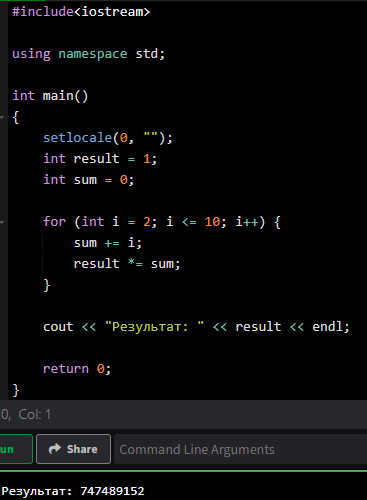 #include<iostream>
using namespace std;
int main()
{
setlocale(0, "");
int result = 1;
int sum = 0;
for (int i = 2; i <= 10; i++) {
sum += i;
result *= sum;
}
cout << "Результат: " << result << endl;
return 0;
}
0, Col: 1
un
Share
Command Line Arguments
Результат: 747489152